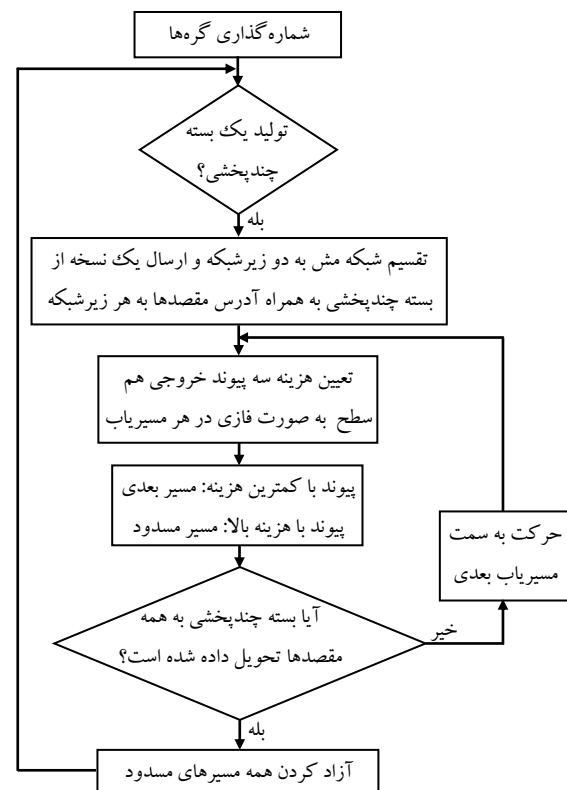 شماره‌گذاری گره‌ها
تولید یک بسته
چندپخشی؟
بله
تقسیم شبکه مش به دو زیرشبکه و ارسال یک نسخه از
بسته چندپخشی به همراه آدرس مقصدها به هر زیرشبکه
تعیین هزینه سه پیوند خروجی هم
سطح به صورت فازی در هر مسیریاب
پیوند با کمترین هزینه: مسیر بعدی
پیوند با هزینه بالا: مسیر مسدود
آیا بسته چندپخشی به همه
مقصدها تحویل داده شده است؟
خیر
حرکت به سمت
مسیریاب بعدی
بله
آزاد کردن همه مسیرهای مسدود